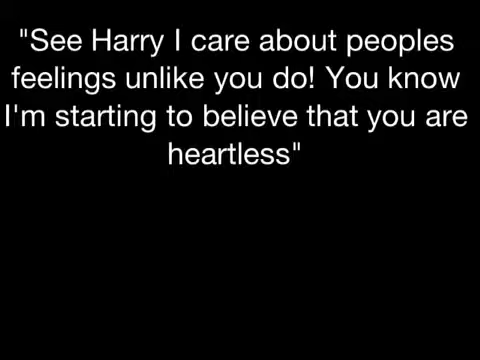 "See Harry I care about peoples
feelings unlike you do! You know
I'm starting to believe that you are
heartless"